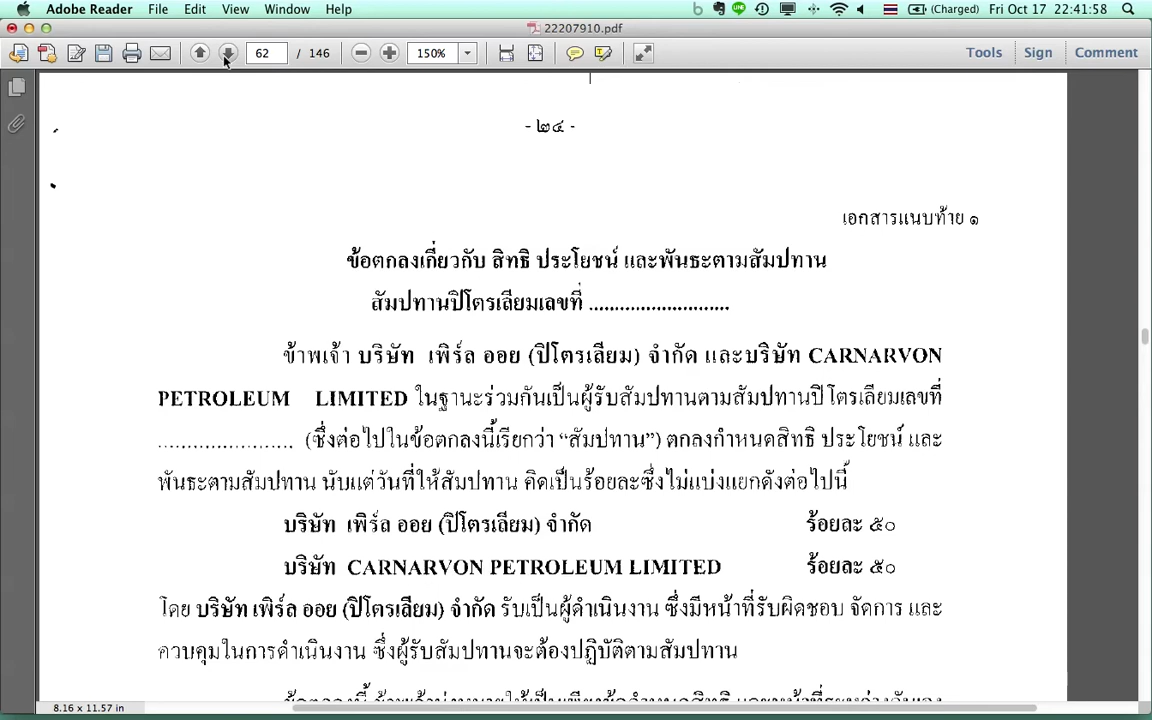 Adobe Reader File Edit View Window Help (Charged) Fri Oct 17 22:41:58
22207910.pdf
62 / 146 150% Tools Sign Comment
- ๒๔ -
เอกสารแนบท้าย ๑
ข้อตกลงเกี่ยวกับ สิทธิ ประโยชน์ และพันธะตามสัมปทาน
สัมปทานปิโตรเลียมเลขที่ ...........................
ข้าพเจ้า บริษัท เพิร์ล ออย (ปิโตรเลียม) จำกัด และบริษัท CARNARVON
PETROLEUM LIMITED ในฐานะร่วมกันเป็นผู้รับสัมปทานตามสัมปทานปิโตรเลียมเลขที่
....................... (ซึ่งต่อไปในข้อตกลงนี้เรียกว่า “สัมปทาน”) ตกลงกำหนดสิทธิ ประโยชน์ และ
พันธะตามสัมปทาน นับแต่วันที่ให้สัมปทาน คิดเป็นร้อยละซึ่งไม่แบ่งแยกดังต่อไปนี้
บริษัท เพิร์ล ออย (ปิโตรเลียม) จำกัด ร้อยละ ๕๐
บริษัท CARNARVON PETROLEUM LIMITED ร้อยละ ๕๐
โดย บริษัท เพิร์ล ออย (ปิโตรเลียม) จำกัด รับเป็นผู้ดำเนินงาน ซึ่งมีหน้าที่รับผิดชอบ จัดการ และ
ควบคุมในการดำเนินงาน ซึ่งผู้รับสัมปทานจะต้องปฏิบัติตามสัมปทาน
8.16 x 11.57 in